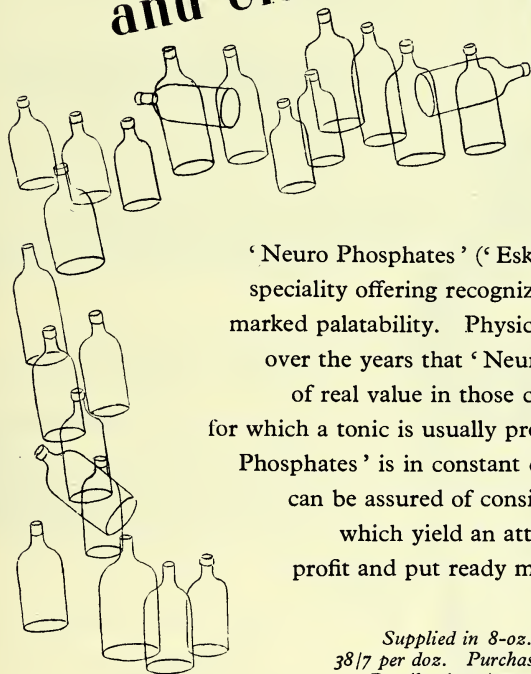 and
‘ Neuro Phosphates ’ (‘ Esk
speciality offering recogniz
marked palatability. Physic
over the years that ‘ Neur
of real value in those c
for which a tonic is usually pre
Phosphates ’ is in constant
can be assured of consi
which yield an att
profit and put ready m
Supplied in 8-oz.
38/7 per doz. Purchas